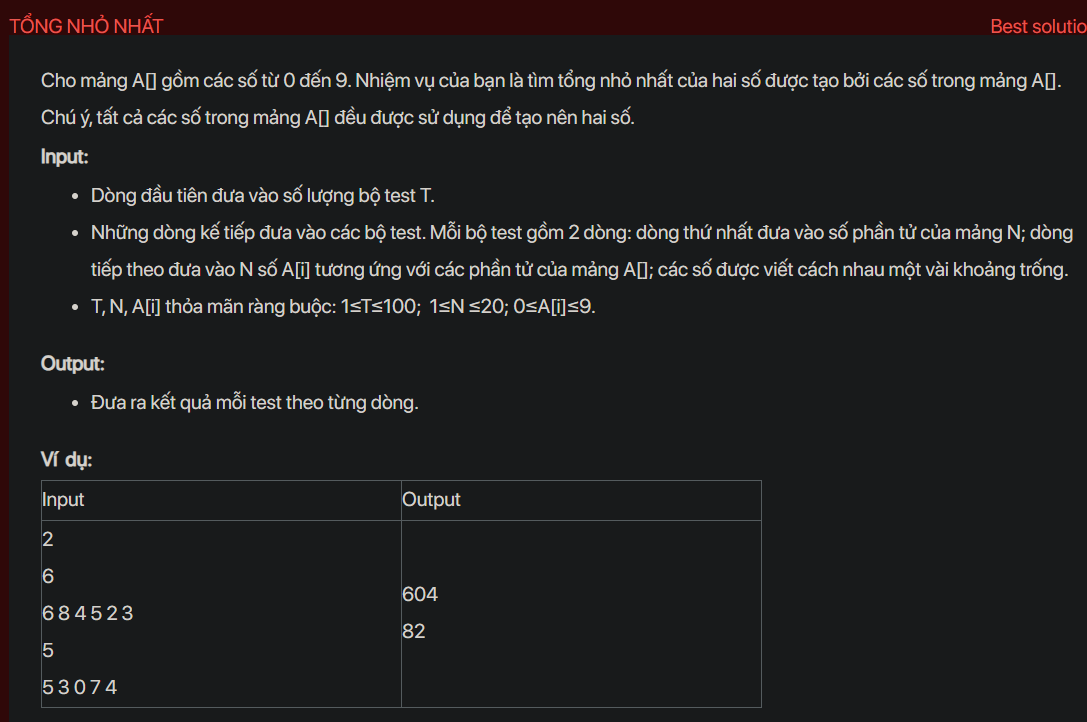 TỔNG NHỎ NHẤT Best solutio
Cho mảng A[] gồm các số từ 0 đến 9. Nhiệm vụ của bạn là tìm tổng nhỏ nhất của hai số được tạo bởi các số trong mảng A[].
Chú ý, tất cả các số trong mảng A[] đều được sử dụng để tạo nên hai số.
Input:
• Dòng đầu tiên đưa vào số lượng bộ test T.
• Những dòng kế tiếp đưa vào các bộ test. Mỗi bộ test gồm 2 dòng: dòng thứ nhất đưa vào số phần tử của mảng N; dòng
tiếp theo đưa vào N số A[i] tương ứng với các phần tử của mảng A[]; các số được viết cách nhau một vài khoảng trống.
• T, N, A[i] thỏa mãn ràng buộc: 1≤T≤100; 1≤N ≤20; 0≤A[i]≤9.
Output:
• Đưa ra kết quả mỗi test theo từng dòng.
Ví dụ:
Input Output
2
6
6 8 4 5 2 3
5
5 3 0 7 4
604
82